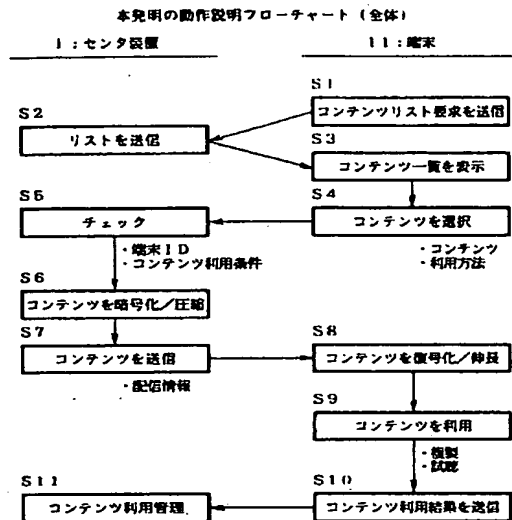 本発明の動作説明フローチャート(全体)
1:センタ装置
11:端末
S1
コンテンツリスト要求を送信
S2
リストを送信
S3
コンテンツ一覧を表示
S4
コンテンツを選択
・コンテンツ
・利用方法
S5
チェック
・端末ID
・コンテンツ利用条件
S6
コンテンツを暗号化/圧縮
S7
コンテンツを送信
・配信情報
S8
コンテンツを復号化/伸長
S9
コンテンツを利用
・複製
・試聴
S10
コンテンツ利用結果を送信
S11
コンテンツ利用管理